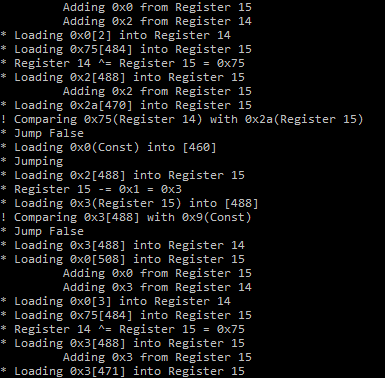 Adding 0x0 from Register 15
        Adding 0x2 from Register 14
* Loading 0x0[2] into Register 14
* Loading 0x75[484] into Register 15
* Register 14 ^= Register 15 = 0x75
* Loading 0x2[488] into Register 15
        Adding 0x2 from Register 15
* Loading 0x2a[470] into Register 15
! Comparing 0x75(Register 14) with 0x2a(Register 15)
* Jump False
* Loading 0x0(Const) into [460]
* Jumping
* Loading 0x2[488] into Register 15
* Register 15 -= 0x1 = 0x3
* Loading 0x3(Register 15) into [488]
! Comparing 0x3[488] with 0x9(Const)
* Jump False
* Loading 0x3[488] into Register 14
* Loading 0x0[508] into Register 15
        Adding 0x0 from Register 15
        Adding 0x3 from Register 14
* Loading 0x0[3] into Register 14
* Loading 0x75[484] into Register 15
* Register 14 ^= Register 15 = 0x75
* Loading 0x3[488] into Register 15
        Adding 0x3 from Register 15
* Loading 0x3[471] into Register 15